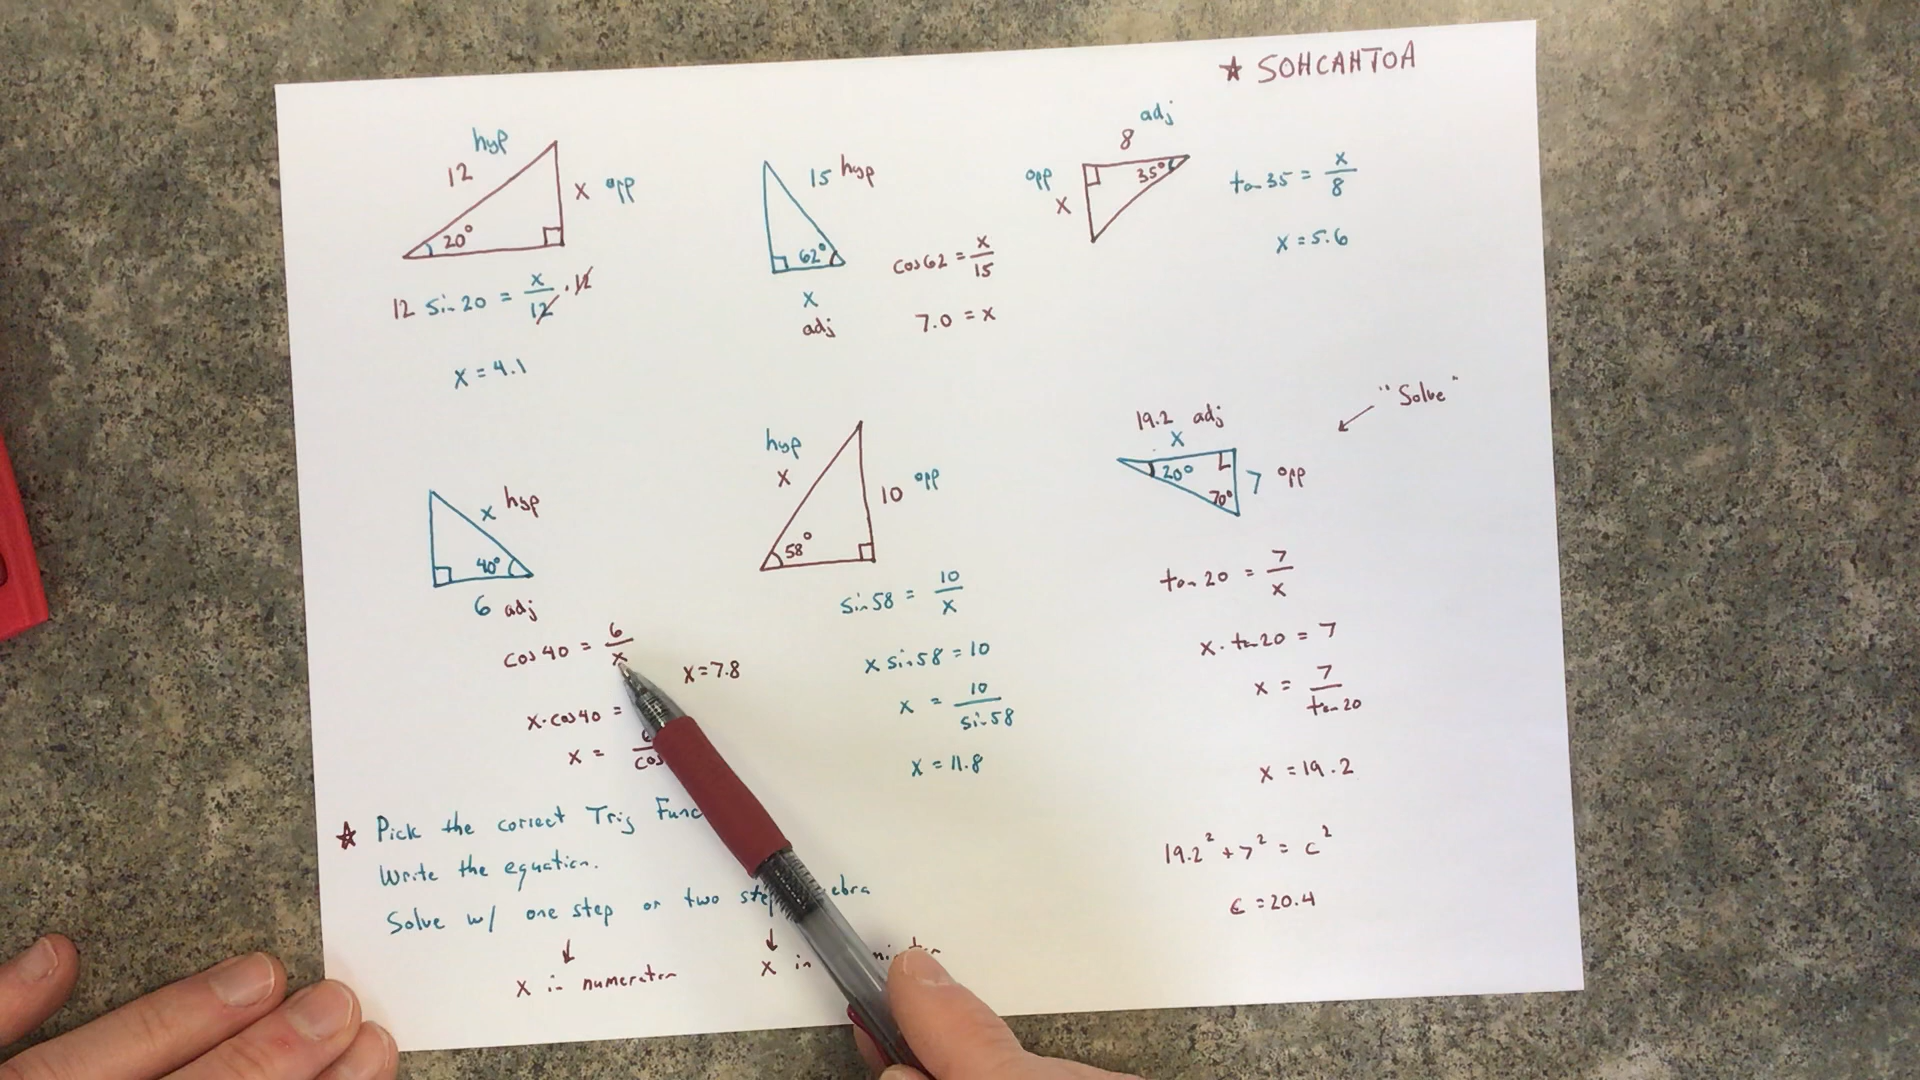 ★ SOHCAHTOA
hyp
12
x opp
20°
12 sin 20 = x/12 · 12
x = 4.1
15 hyp
62°
x
adj
cos 62 = x/15
7.0 = x
adj
8
opp
x
35°
tan 35 = x/8
x = 5.6
x hyp
40°
6 adj
cos 40 = 6/x
x = 7.8
x · cos 40 =
x =
cos
hyp
x
10 opp
58°
sin 58 = 10/x
x sin 58 = 10
x = 10/sin 58
x = 11.8
"Solve"
19.2 adj
x
20°
7 opp
70°
tan 20 = 7/x
x · tan 20 = 7
x = 7/tan 20
x = 19.2
19.2² + 7² = c²
c = 20.4
★ Pick the correct Trig Func
Write the equation.
Solve w/ one step or two step
x in numerator
x in